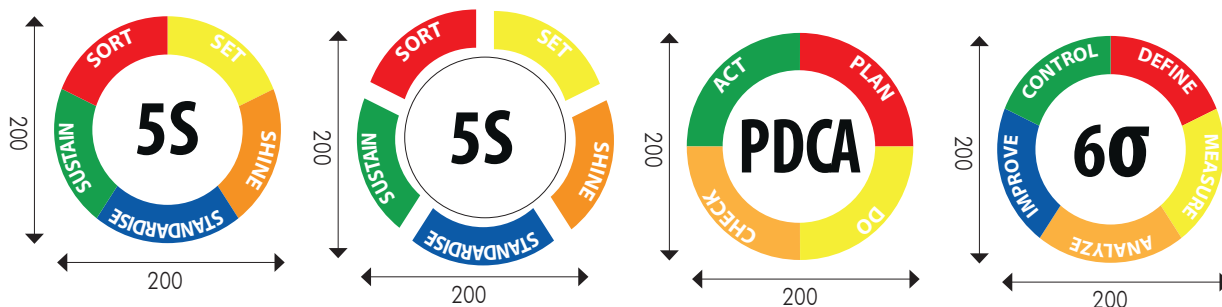 SORT
SET
SHINE
STANDARDISE
SUSTAIN
5S
200
200
SORT
SET
SHINE
STANDARDISE
SUSTAIN
5S
200
200
PLAN
DO
CHECK
ACT
PDCA
200
200
DEFINE
MEASURE
ANALYZE
IMPROVE
CONTROL
6σ
200
200